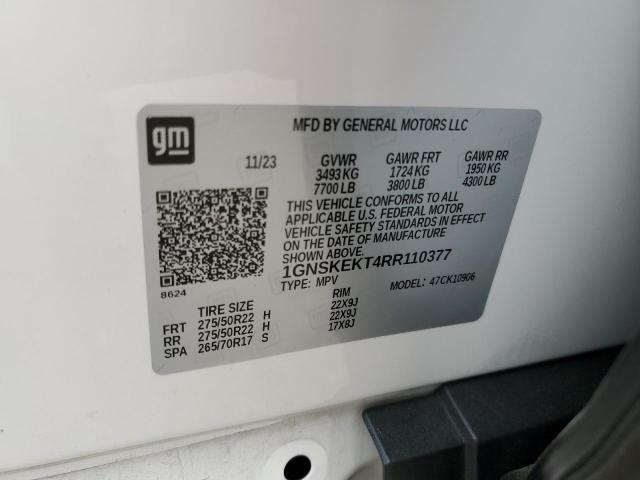 gm
MFD BY GENERAL MOTORS LLC
11/23 GVWR GAWR FRT GAWR RR
3493 KG 1724 KG 1950 KG
7700 LB 3800 LB 4300 LB
THIS VEHICLE CONFORMS TO ALL
APPLICABLE U.S. FEDERAL MOTOR
VEHICLE SAFETY STANDARDS IN EFFECT
ON THE DATE OF MANUFACTURE
SHOWN ABOVE.
1GNSKEKT4RR110377
TYPE: MPV MODEL: 47CK10906
8624
TIRE SIZE RIM
FRT 275/50R22 H 22X9J
RR 275/50R22 H 22X9J
SPA 265/70R17 S 17X8J